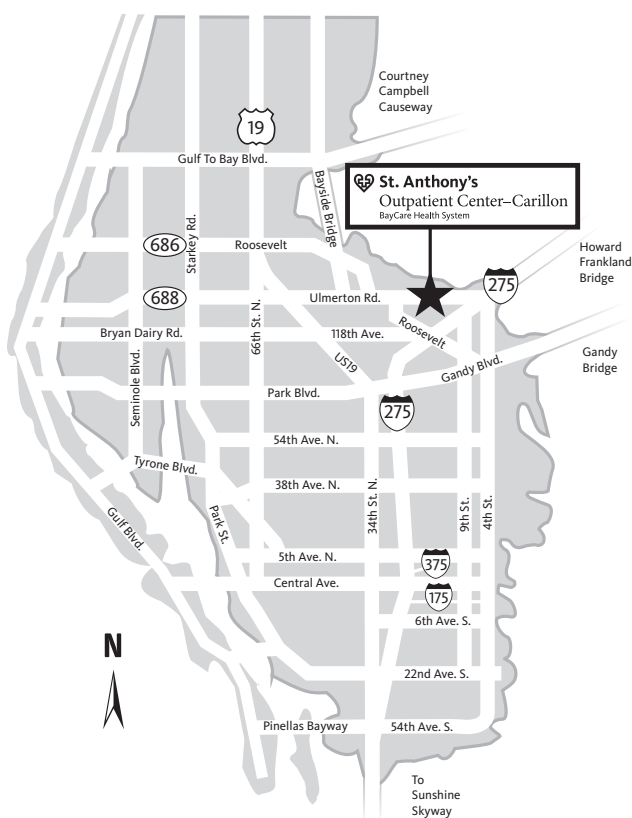 Courtney
Campbell
Causeway
19
Gulf To Bay Blvd.
St. Anthony's
Outpatient Center–Carillon
BayCare Health System
Bayside Bridge
Starkey Rd.
686
Roosevelt
Howard
Frankland
Bridge
275
688
Ulmerton Rd.
Bryan Dairy Rd.
66th St. N.
118th Ave.
Roosevelt
US19
Gandy Blvd.
Gandy
Bridge
Seminole Blvd.
Park Blvd.
275
54th Ave. N.
Tyrone Blvd.
38th Ave. N.
Gulf Blvd.
Park St.
34th St. N.
9th St.
4th St.
5th Ave. N.
375
Central Ave.
175
6th Ave. S.
N
22nd Ave. S.
Pinellas Bayway
54th Ave. S.
To
Sunshine
Skyway